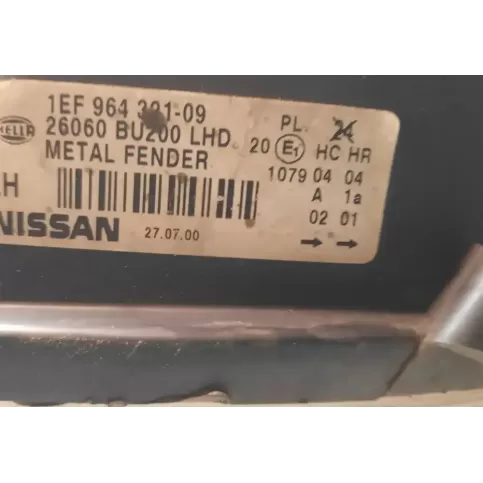 HELLA
1EF 964 321-09
26060 BU200 LHD
METAL FENDER
LH
NISSAN
27.07.00
PL. 24
20 E1 HC HR
1079 04 04
A 1a
02 01
→ →